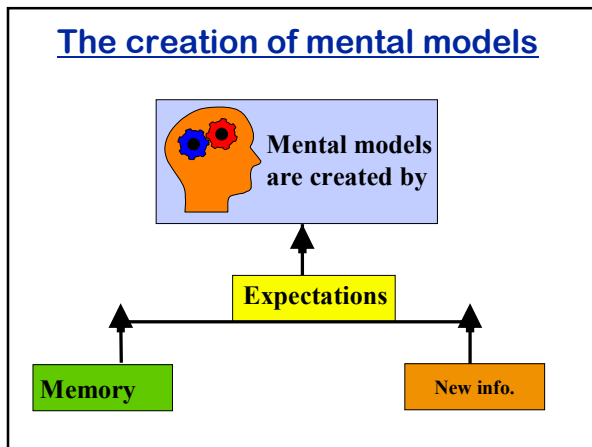 The creation of mental models
Mental models
are created by
Expectations
Memory
New info.